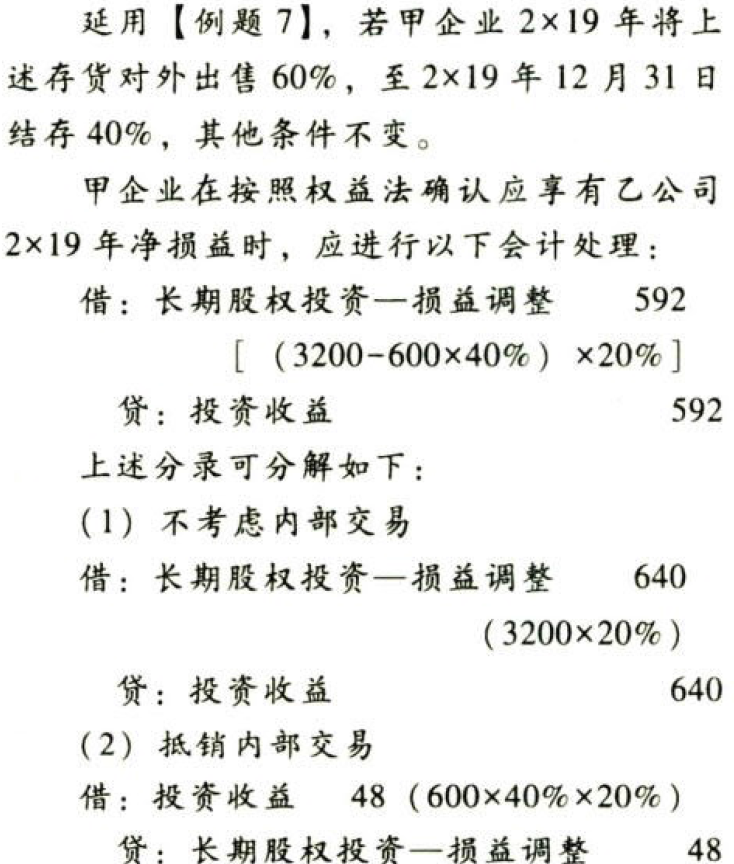 延用【例题 7】，若甲企业 2×19 年将上
述存货对外出售 60%，至 2×19 年 12 月 31 日
结存 40%，其他条件不变。
甲企业在按照权益法确认应享有乙公司
2×19 年净损益时，应进行以下会计处理：
借：长期股权投资—损益调整 592
[（3200-600×40%）×20%]
贷：投资收益 592
上述分录可分解如下：
(1) 不考虑内部交易
借：长期股权投资—损益调整 640
(3200×20%)
贷：投资收益 640
(2) 抵销内部交易
借：投资收益 48 (600×40%×20%)
贷：长期股权投资—损益调整 48